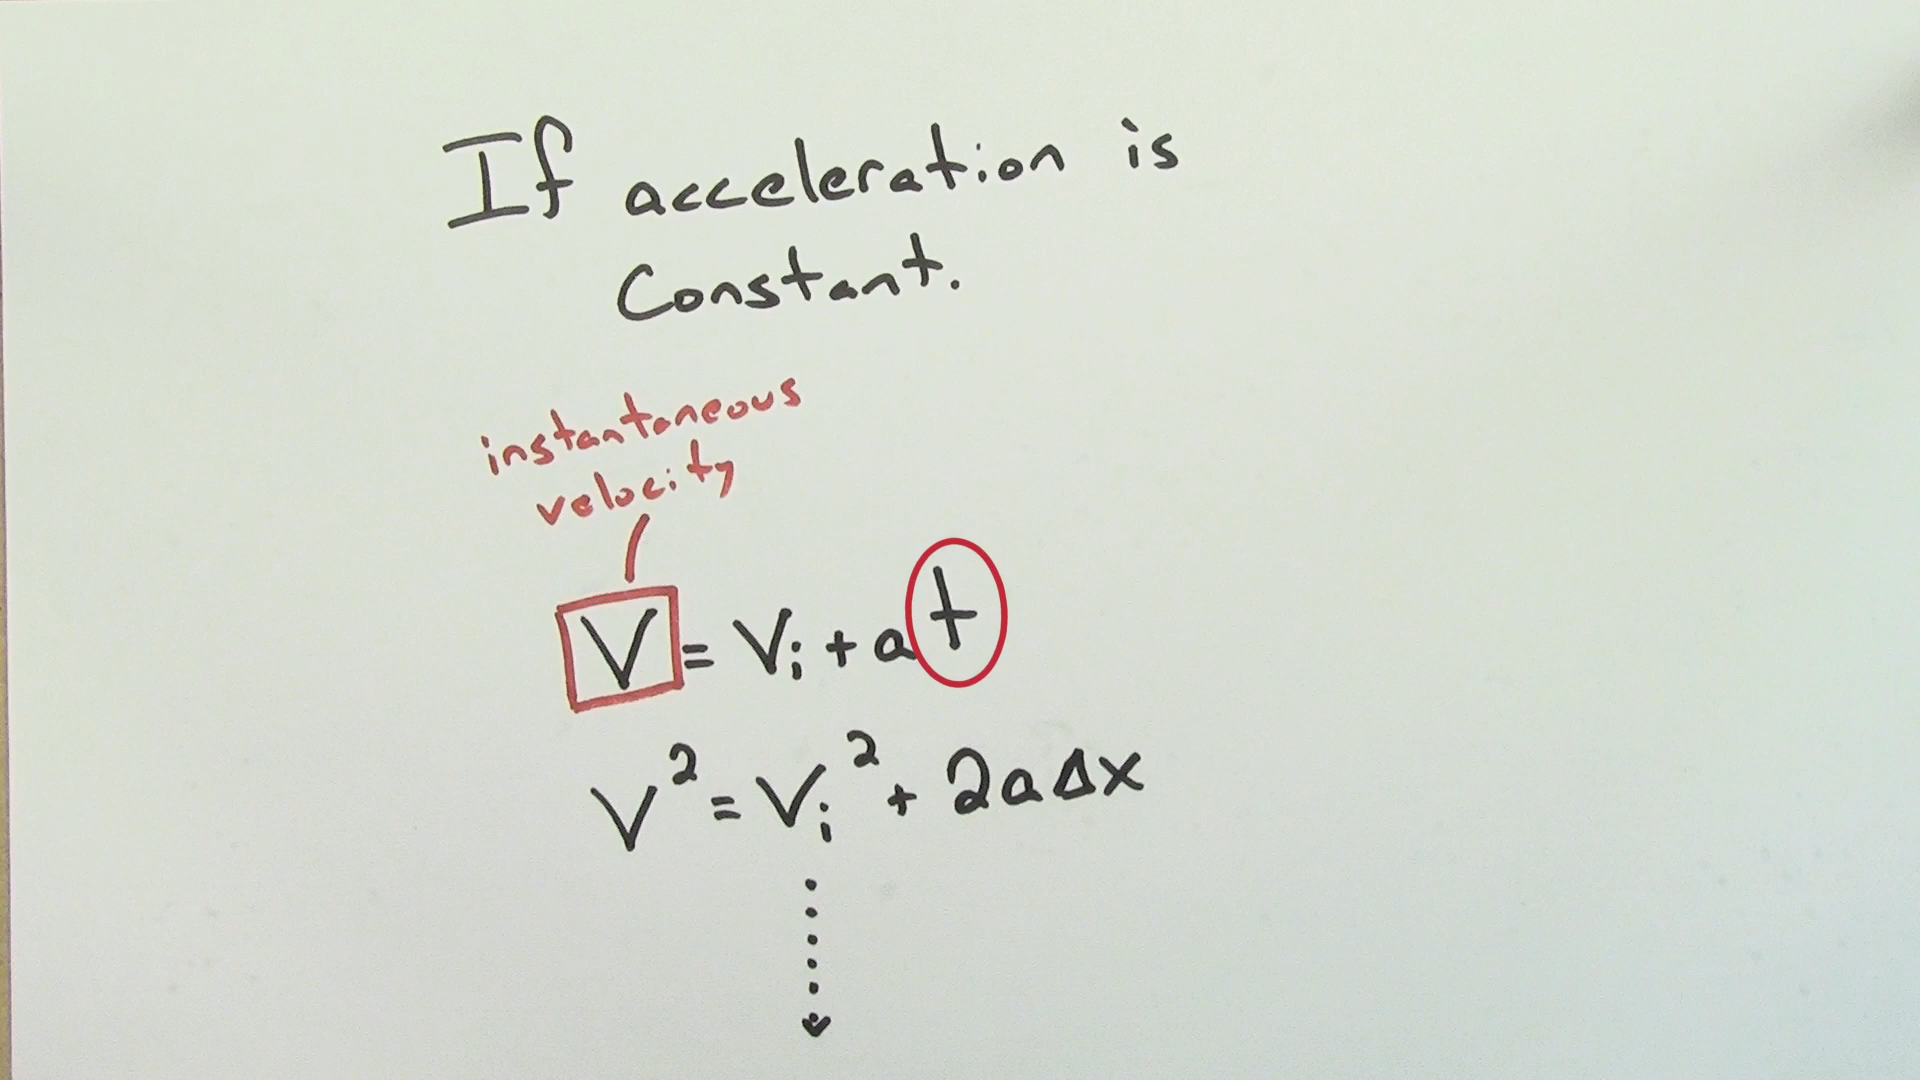 If acceleration is
Constant.
instantaneous
velocity
V = Vᵢ + at
V² = Vᵢ² + 2aΔx